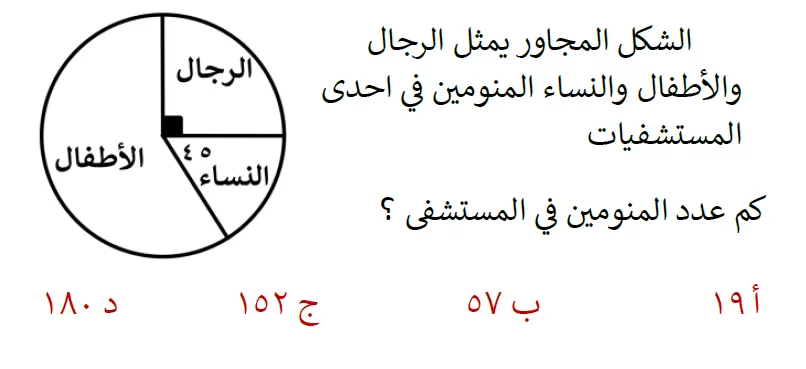 الشكل المجاور يمثل الرجال
والأطفال والنساء المنومين في احدى
المستشفيات
كم عدد المنومين في المستشفى ؟
الرجال
٤٥
النساء
الأطفال
أ ١٩
ب ٥٧
ج ١٥٢
د ١٨٠